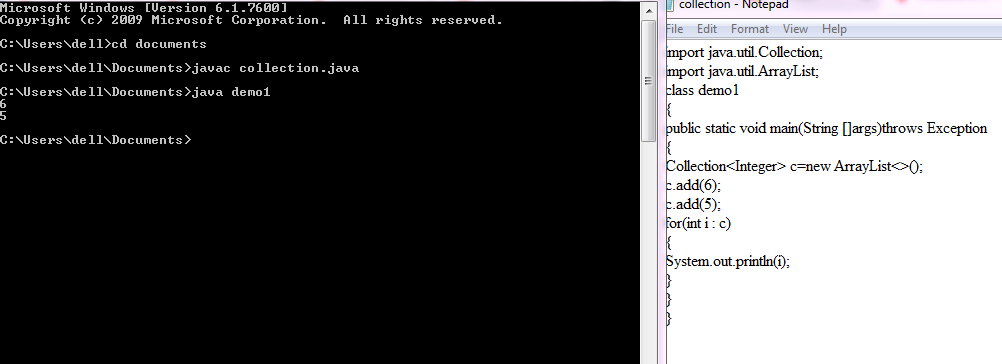 Microsoft Windows [Version 6.1.7600]
Copyright (c) 2009 Microsoft Corporation.  All rights reserved.
C:\Users\dell>cd documents
C:\Users\dell\Documents>javac collection.java
C:\Users\dell\Documents>java demo1
6
5
C:\Users\dell\Documents>
collection - Notepad
File Edit Format View Help
import java.util.Collection;
import java.util.ArrayList;
class demo1
{
public static void main(String []args)throws Exception
{
Collection<Integer> c=new ArrayList<>();
c.add(6);
c.add(5);
for(int i : c)
{
System.out.println(i);
}
}
}